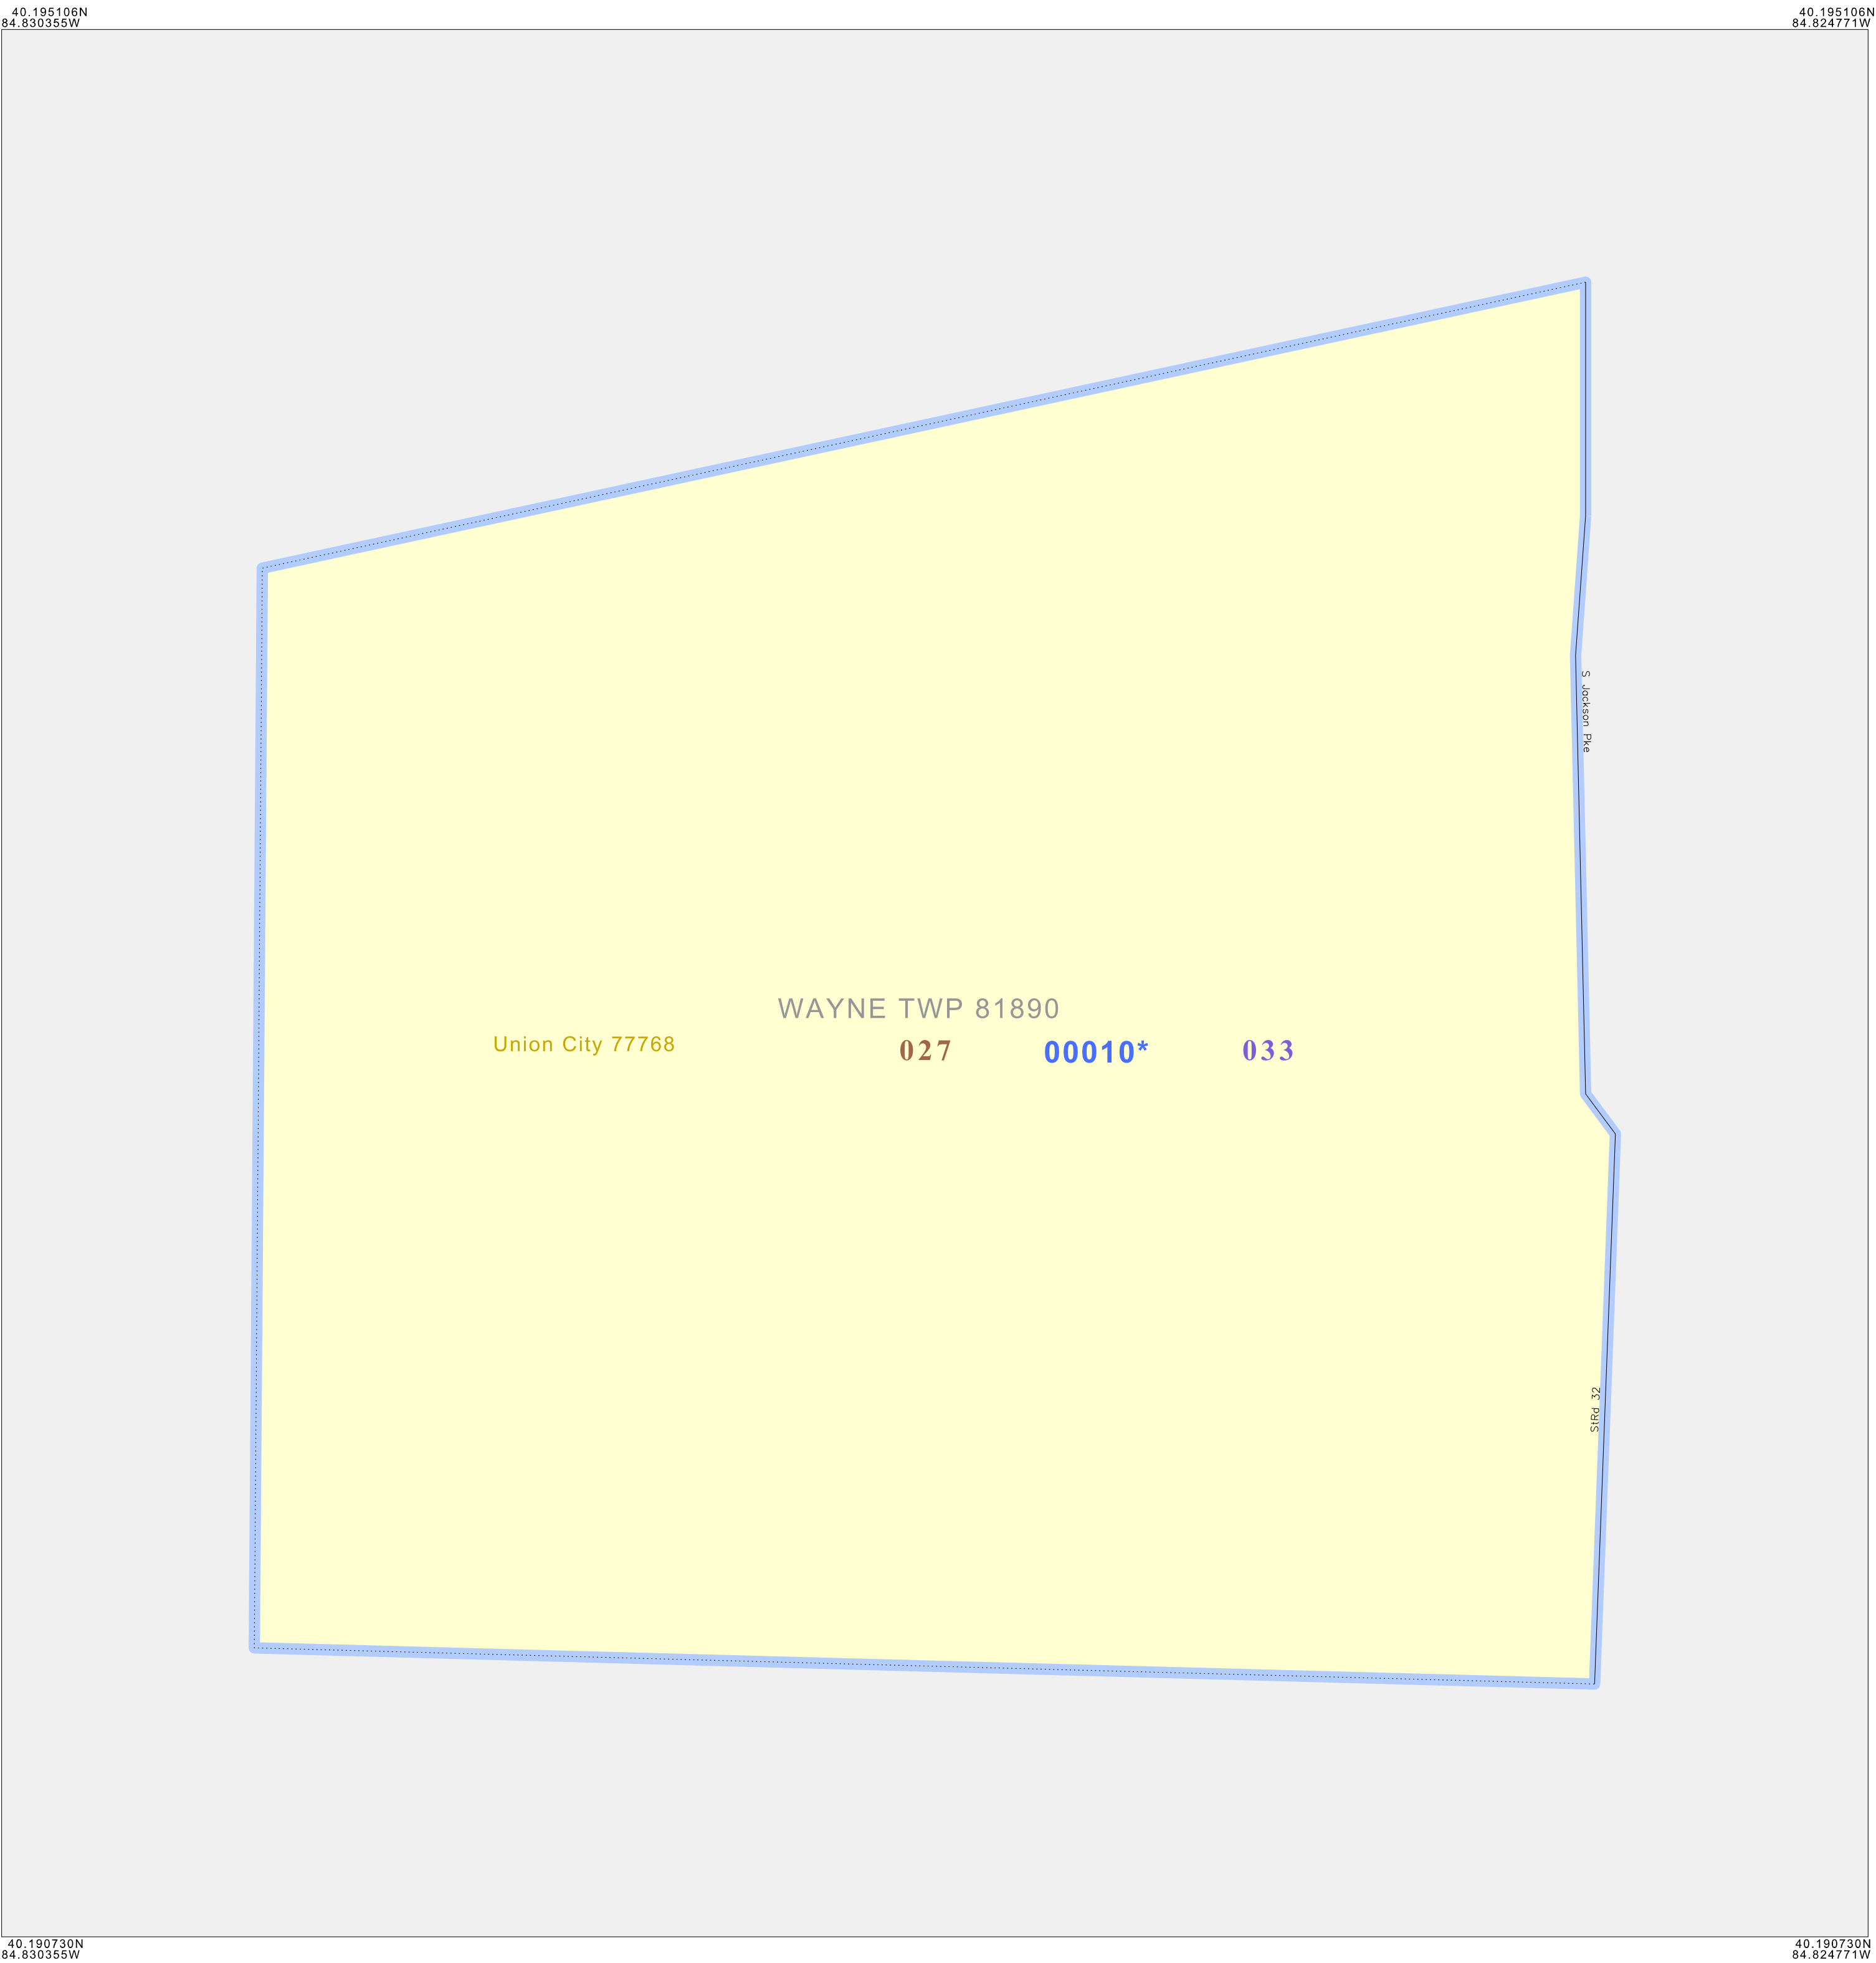 40.195106N
84.830355W
40.195106N
84.824771W
S Jackson Pke
WAYNE TWP 81890
Union City 77768
027
00010*
033
StRd 32
40.190730N
84.830355W
40.190730N
84.824771W